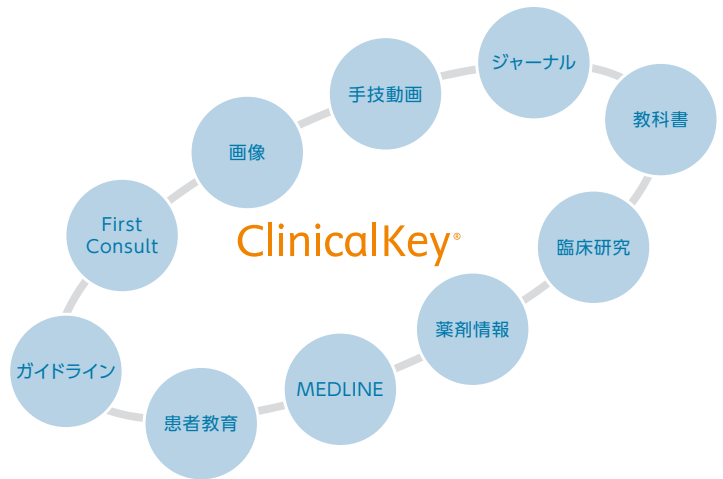 ジャーナル
手技動画
教科書
画像
First
Consult
ClinicalKey®
臨床研究
薬剤情報
ガイドライン
MEDLINE
患者教育